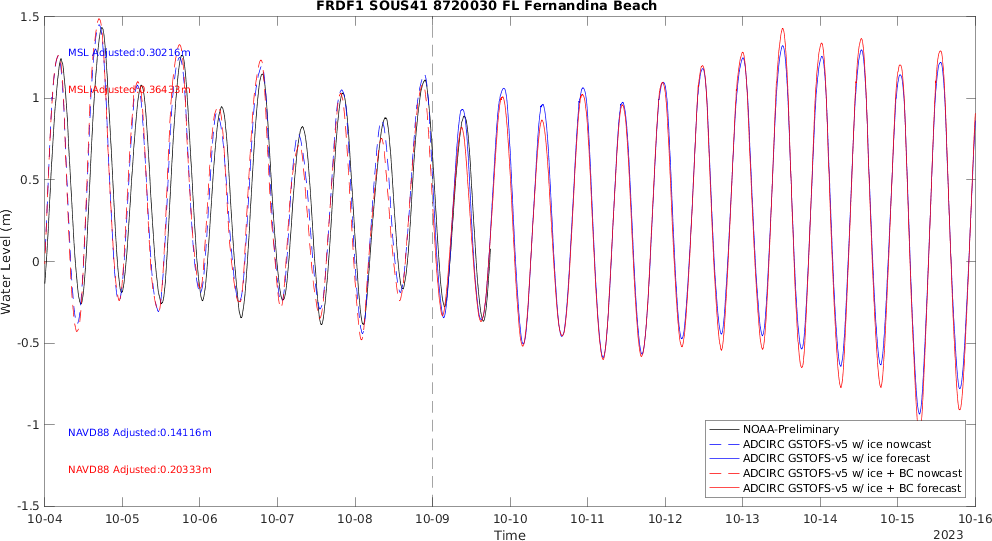 FRDF1 SOUS41 8720030 FL Fernandina Beach
1.5
1
0.5
0
-0.5
-1
-1.5
Water Level (m)
MSL Adjusted:0.30216m
MSL Adjusted:0.36433m
NAVD88 Adjusted:0.14116m
NAVD88 Adjusted:0.20333m
NOAA-Preliminary
ADCIRC GSTOFS-v5 w/ ice nowcast
ADCIRC GSTOFS-v5 w/ ice forecast
ADCIRC GSTOFS-v5 w/ ice + BC nowcast
ADCIRC GSTOFS-v5 w/ ice + BC forecast
10-04 10-05 10-06 10-07 10-08 10-09 10-10 10-11 10-12 10-13 10-14 10-15 10-16
Time
2023